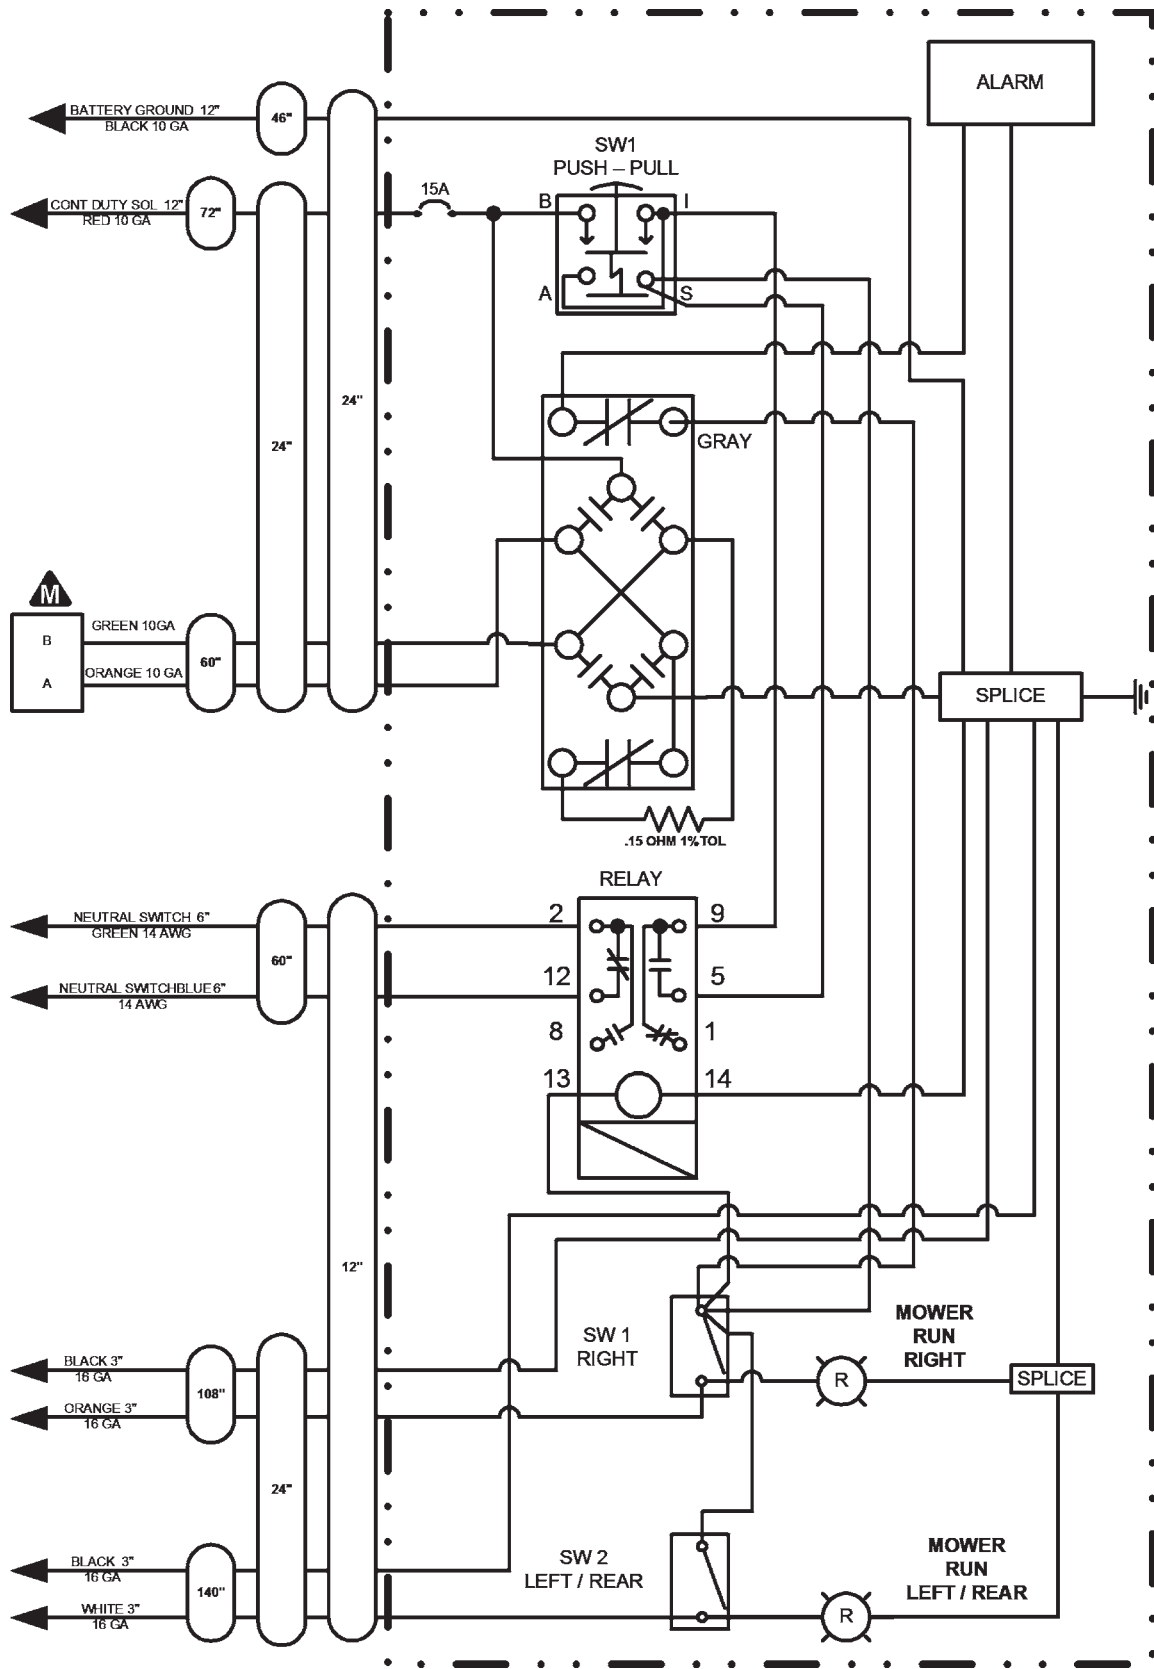 ALARM
BATTERY GROUND 12"
BLACK 10 GA
46"
SW1
PUSH – PULL
CONT DUTY SOL 12"
RED 10 GA
72"
15A
B
I
A
S
24"
24"
GRAY
M
B
GREEN 10GA
A
ORANGE 10 GA
60"
SPLICE
.15 OHM 1% TOL
RELAY
NEUTRAL SWITCH 6"
GREEN 14 AWG
2
9
60"
NEUTRAL SWITCHBLUE 6"
14 AWG
12
5
8
1
13
14
12"
SW 1
RIGHT
MOWER
RUN
RIGHT
BLACK 3"
16 GA
108"
R
SPLICE
ORANGE 3"
16 GA
24"
SW 2
LEFT / REAR
MOWER
RUN
LEFT / REAR
BLACK 3"
16 GA
140"
WHITE 3"
16 GA
R